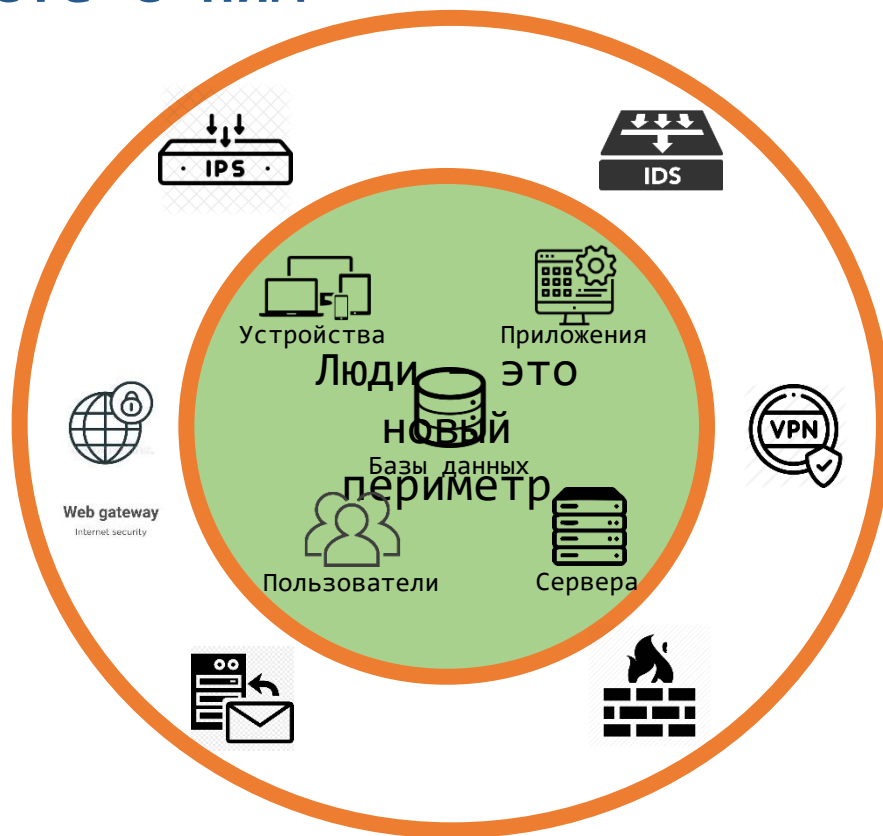 IPS
IDS
Устройства
Приложения
Люди это
новый
периметр
Базы данных
VPN
Web gateway
Internet security
Пользователи
Сервера